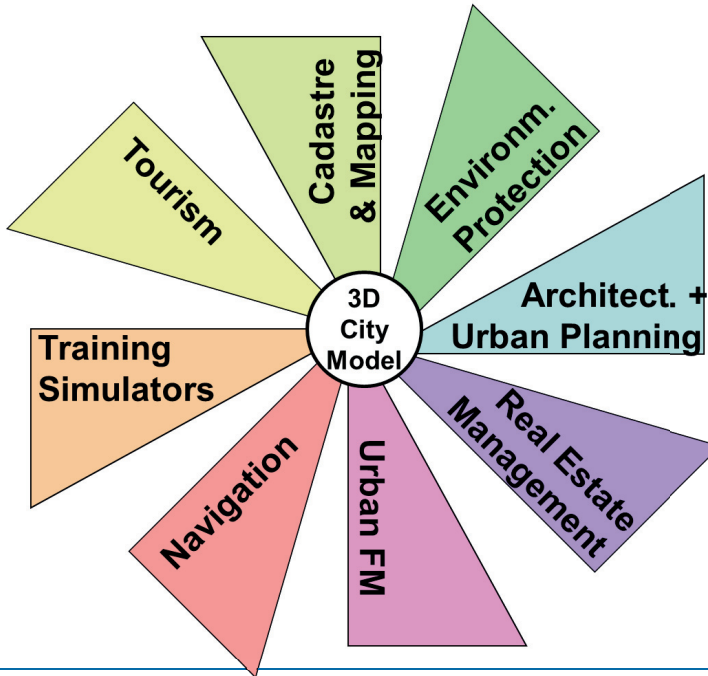 Cadastre
& Mapping
Environm.
Protection
Tourism
3D
City
Model
Architect. +
Urban Planning
Training
Simulators
Real Estate
Management
Navigation
Urban FM